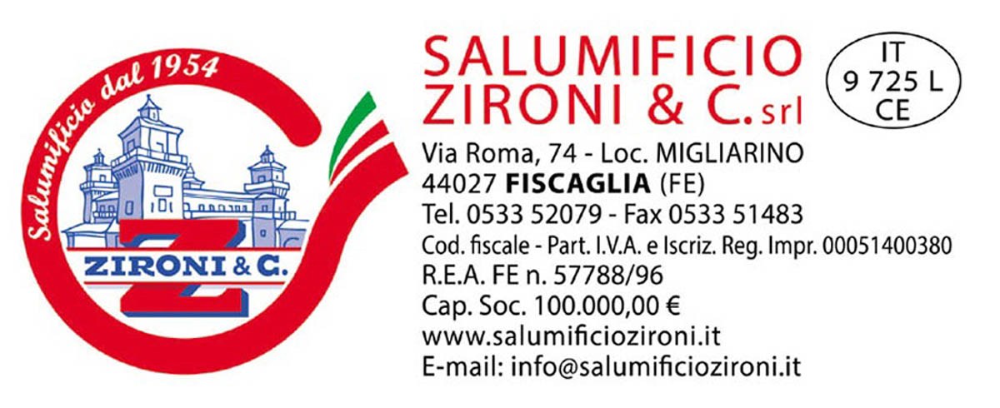 Salumificio dal 1954
Z
ZIRONI & C.
SALUMIFICIO
ZIRONI & C. srl
IT
9 725 L
CE
Via Roma, 74 - Loc. MIGLIARINO
44027 FISCAGLIA (FE)
Tel. 0533 52079 - Fax 0533 51483
Cod. fiscale - Part. I.V.A. e Iscriz. Reg. Impr. 00051400380
R.E.A. FE n. 57788/96
Cap. Soc. 100.000,00 €
www.salumificiozironi.it
E-mail: info@salumificiozironi.it